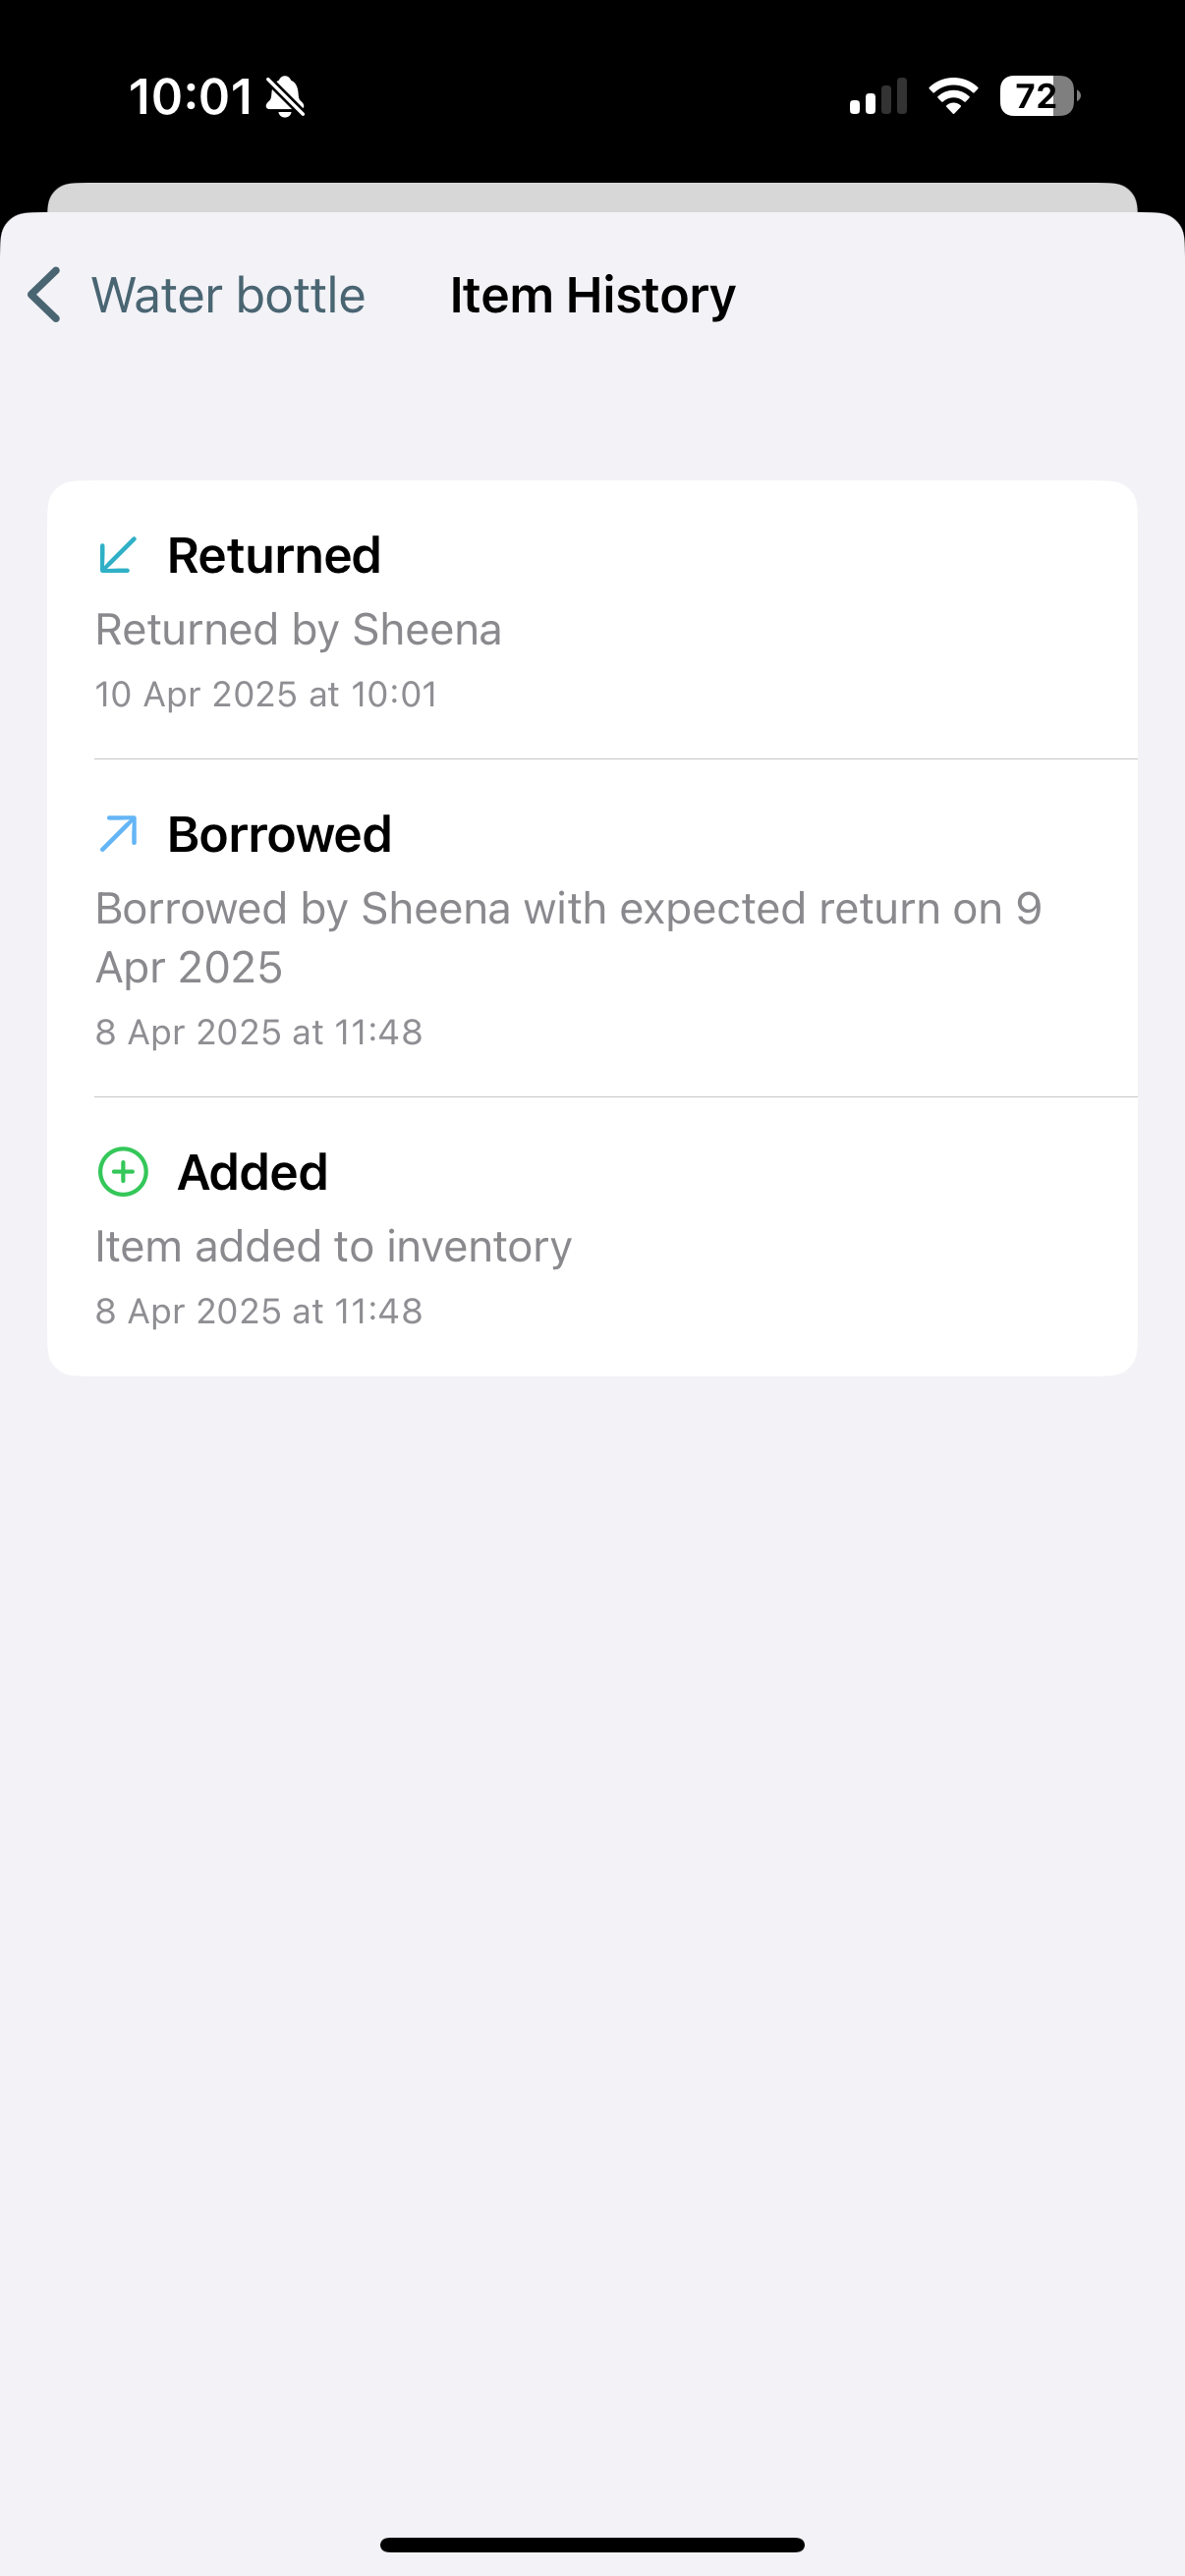 10:01
72
Water bottle
Item History
Returned
Returned by Sheena
10 Apr 2025 at 10:01
Borrowed
Borrowed by Sheena with expected return on 9
Apr 2025
8 Apr 2025 at 11:48
Added
Item added to inventory
8 Apr 2025 at 11:48